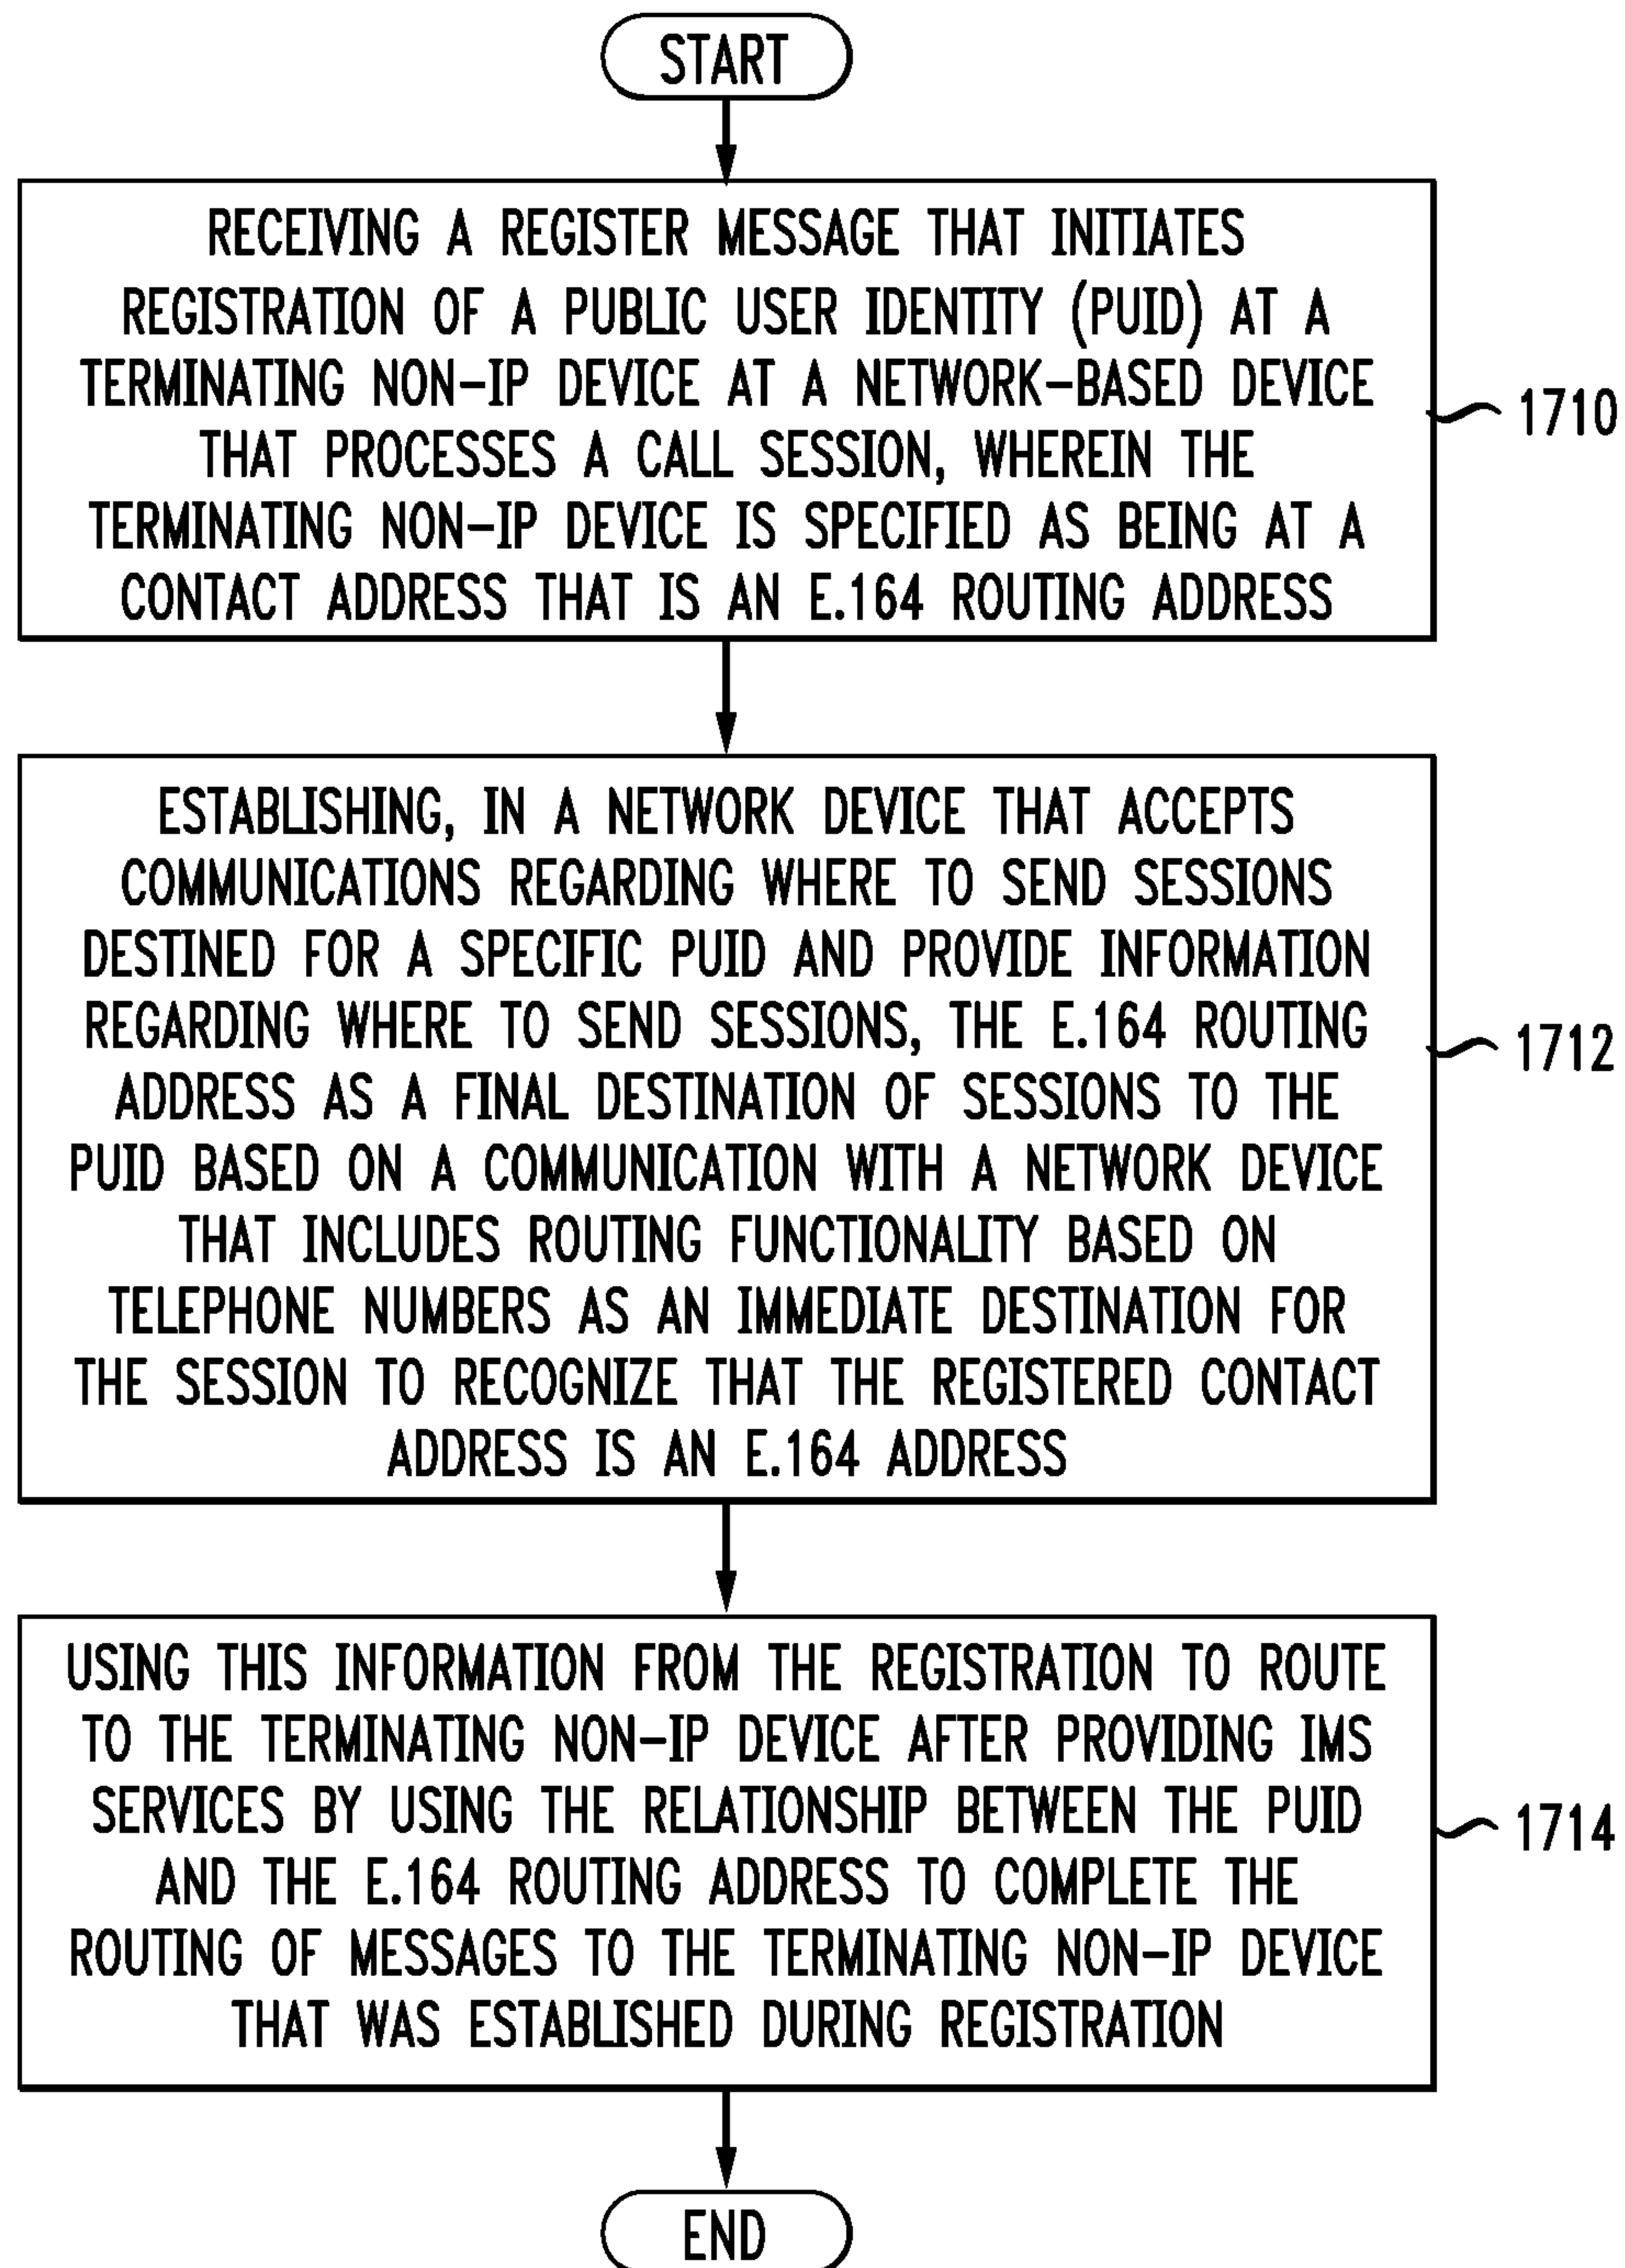 START
RECEIVING A REGISTER MESSAGE THAT INITIATES
REGISTRATION OF A PUBLIC USER IDENTITY (PUID) AT A
TERMINATING NON-IP DEVICE AT A NETWORK-BASED DEVICE
THAT PROCESSES A CALL SESSION, WHEREIN THE
TERMINATING NON-IP DEVICE IS SPECIFIED AS BEING AT A
CONTACT ADDRESS THAT IS AN E.164 ROUTING ADDRESS
1710
ESTABLISHING, IN A NETWORK DEVICE THAT ACCEPTS
COMMUNICATIONS REGARDING WHERE TO SEND SESSIONS
DESTINED FOR A SPECIFIC PUID AND PROVIDE INFORMATION
REGARDING WHERE TO SEND SESSIONS, THE E.164 ROUTING
ADDRESS AS A FINAL DESTINATION OF SESSIONS TO THE
PUID BASED ON A COMMUNICATION WITH A NETWORK DEVICE
THAT INCLUDES ROUTING FUNCTIONALITY BASED ON
TELEPHONE NUMBERS AS AN IMMEDIATE DESTINATION FOR
THE SESSION TO RECOGNIZE THAT THE REGISTERED CONTACT
ADDRESS IS AN E.164 ADDRESS
1712
USING THIS INFORMATION FROM THE REGISTRATION TO ROUTE
TO THE TERMINATING NON-IP DEVICE AFTER PROVIDING IMS
SERVICES BY USING THE RELATIONSHIP BETWEEN THE PUID
AND THE E.164 ROUTING ADDRESS TO COMPLETE THE
ROUTING OF MESSAGES TO THE TERMINATING NON-IP DEVICE
THAT WAS ESTABLISHED DURING REGISTRATION
1714
END